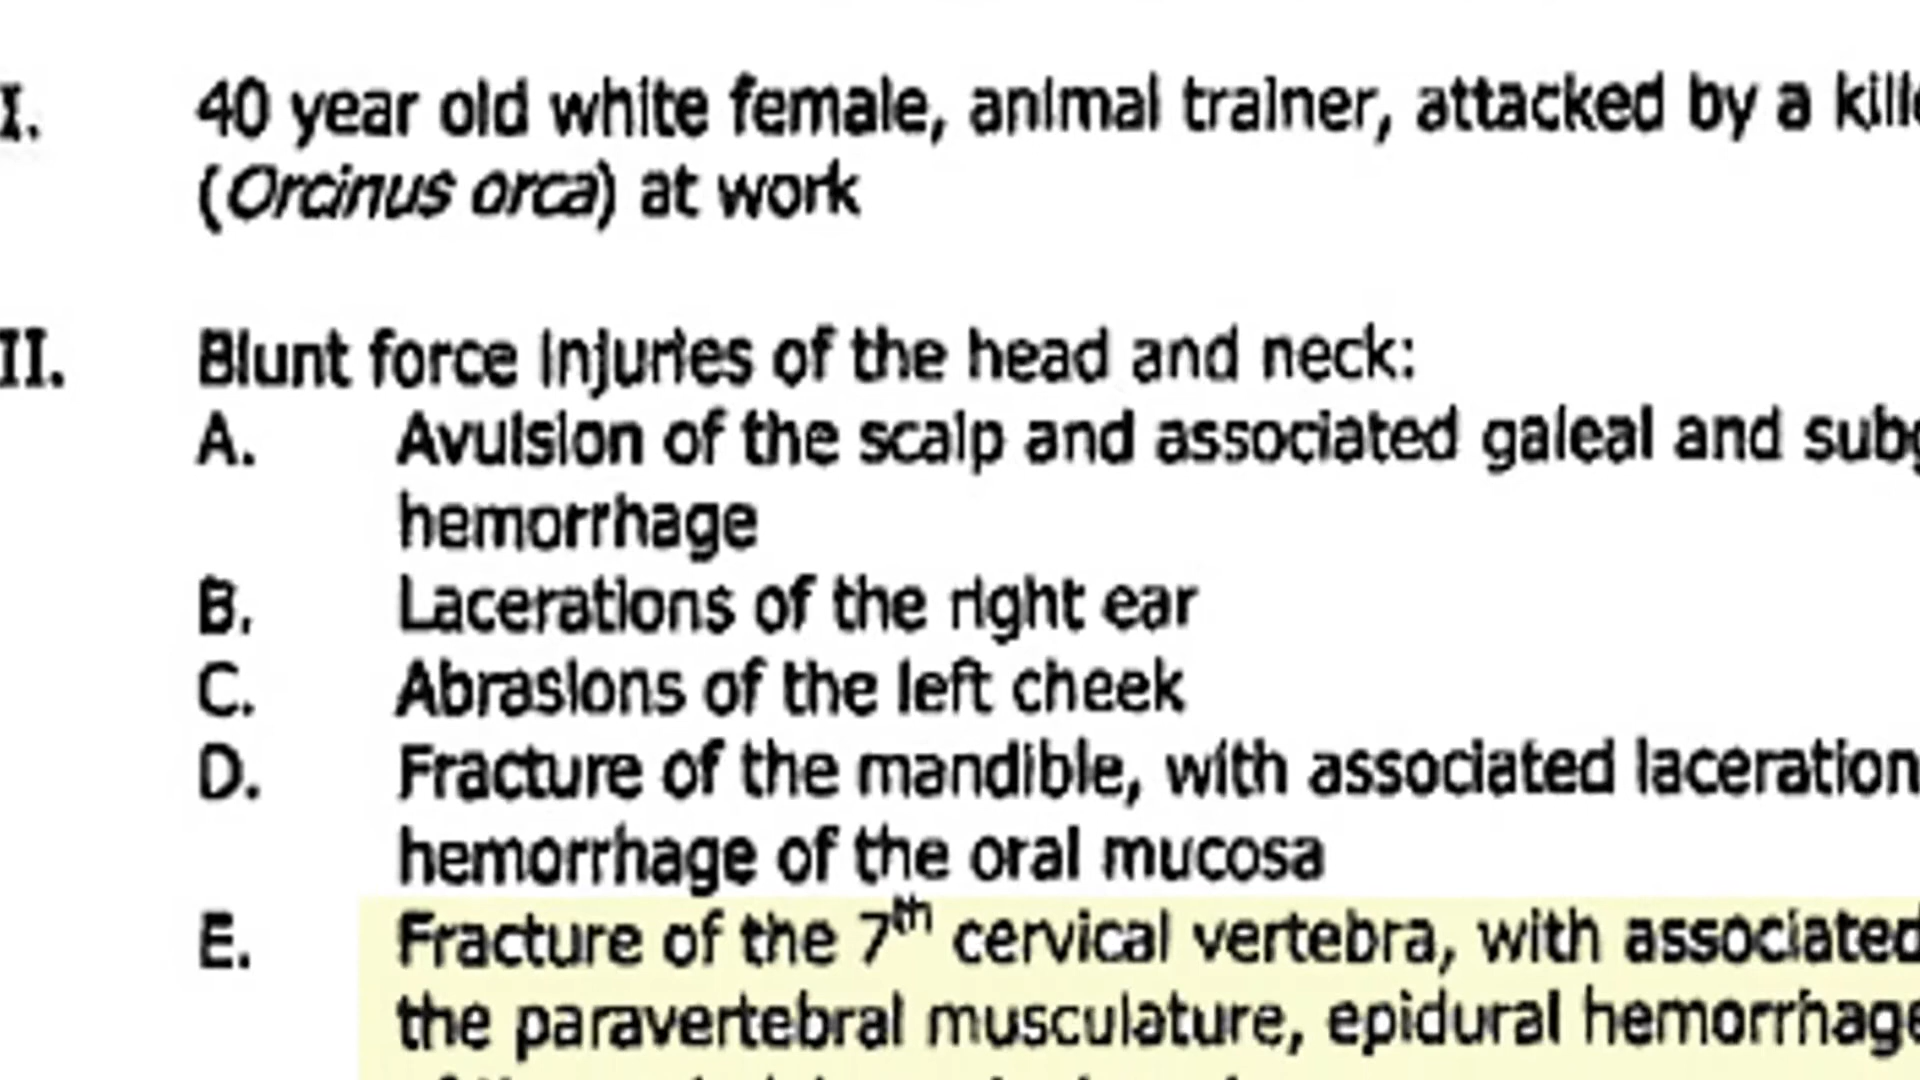 I. 40 year old white female, animal trainer, attacked by a
(Orcinus orca) at work
II. Blunt force injuries of the head and neck:
A. Avulsion of the scalp and associated galeal and
hemorrhage
B. Lacerations of the right ear
C. Abrasions of the left cheek
D. Fracture of the mandible, with associated laceration
hemorrhage of the oral mucosa
E. Fracture of the 7th cervical vertebra, with associated
the paravertebral musculature, epidural hemorrhage